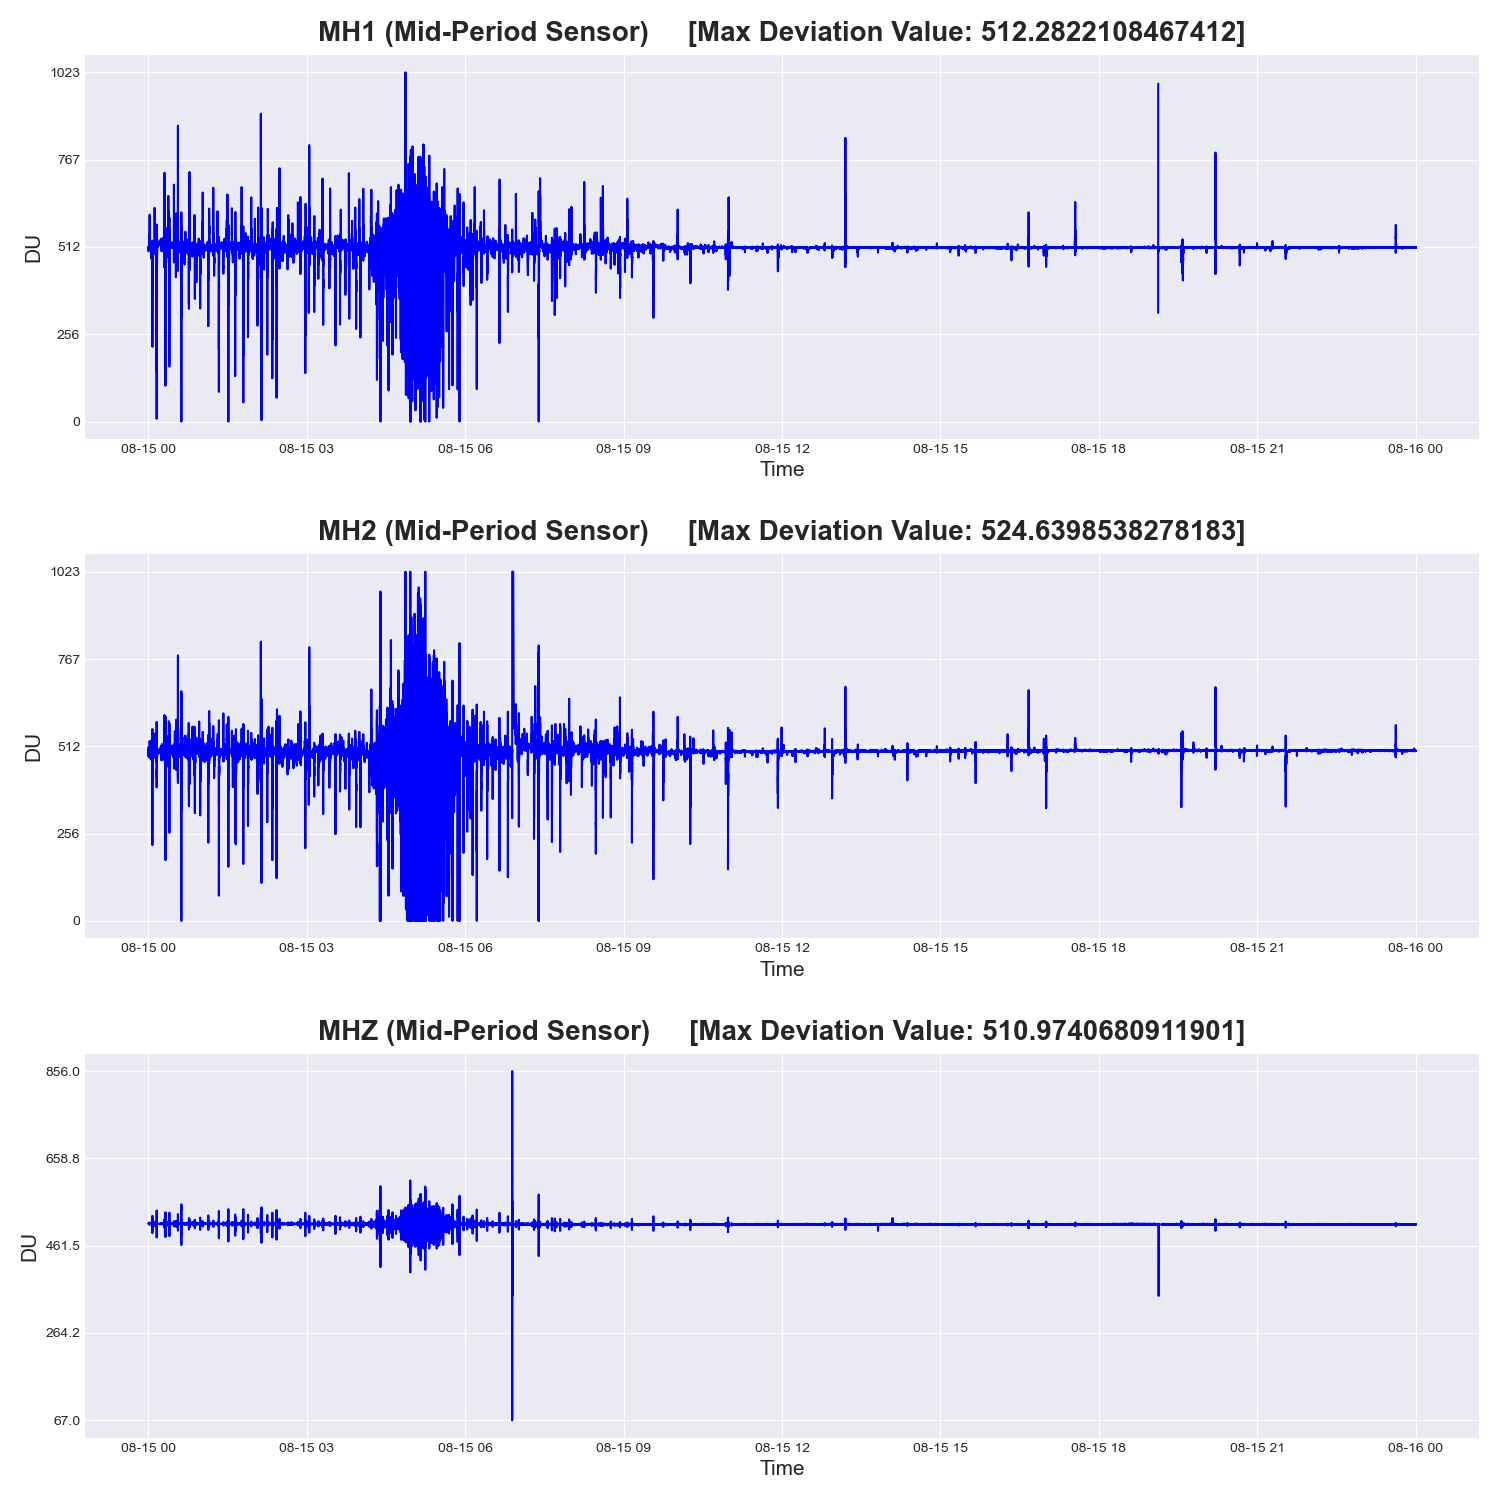 MH1 (Mid-Period Sensor) [Max Deviation Value: 512.2822108467412]
1023
767
512
256
0
DU
08-15 00 08-15 03 08-15 06 08-15 09 08-15 12 08-15 15 08-15 18 08-15 21 08-16 00
Time
MH2 (Mid-Period Sensor) [Max Deviation Value: 524.6398538278183]
1023
767
512
256
0
DU
08-15 00 08-15 03 08-15 06 08-15 09 08-15 12 08-15 15 08-15 18 08-15 21 08-16 00
Time
MHZ (Mid-Period Sensor) [Max Deviation Value: 510.9740680911901]
856.0
658.8
461.5
264.2
67.0
DU
08-15 00 08-15 03 08-15 06 08-15 09 08-15 12 08-15 15 08-15 18 08-15 21 08-16 00
Time